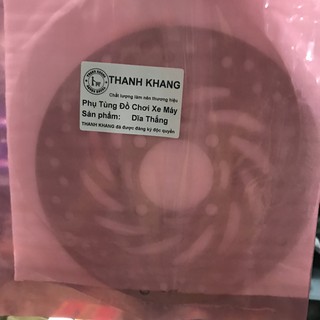 THANH KHANG
Chất lượng làm nên thương hiệu
Phụ Tùng Đồ Chơi Xe Máy
Sản phẩm: Dĩa Thắng
THANH KHANG đã được đăng ký độc quyền